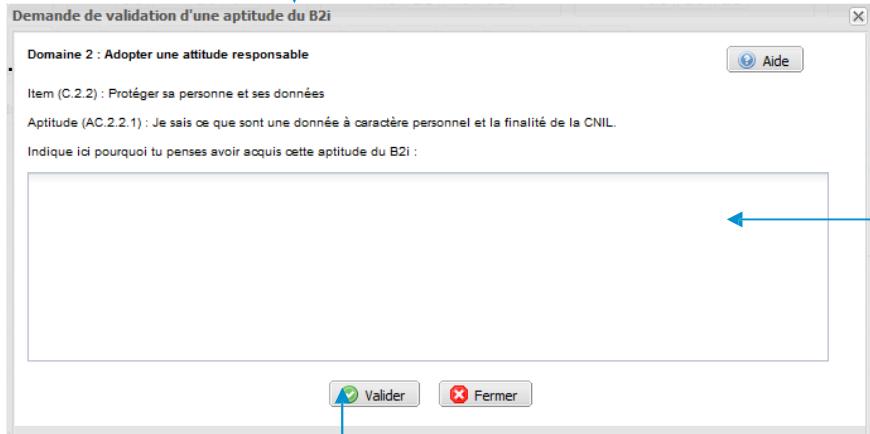 Demande de validation d'une aptitude du B2i
Domaine 2 : Adopter une attitude responsable
Aide
Item (C.2.2) : Protéger sa personne et ses données
Aptitude (AC.2.2.1) : Je sais ce que sont une donnée à caractère personnel et la finalité de la CNIL.
Indique ici pourquoi tu penses avoir acquis cette aptitude du B2i :
Valider
Fermer